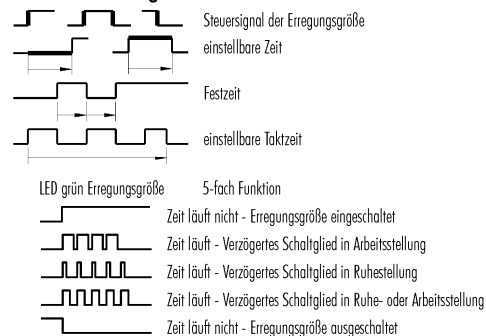 Steuersignal der Erregungsgröße
einstellbare Zeit
Festzeit
einstellbare Taktzeit
LED grün Erregungsgröße 5-fach Funktion
Zeit läuft nicht - Erregungsgröße eingeschaltet
Zeit läuft - Verzögertes Schaltglied in Arbeitsstellung
Zeit läuft - Verzögertes Schaltglied in Ruhestellung
Zeit läuft - Verzögertes Schaltglied in Ruhe- oder Arbeitsstellung
Zeit läuft nicht - Erregungsgröße ausgeschaltet